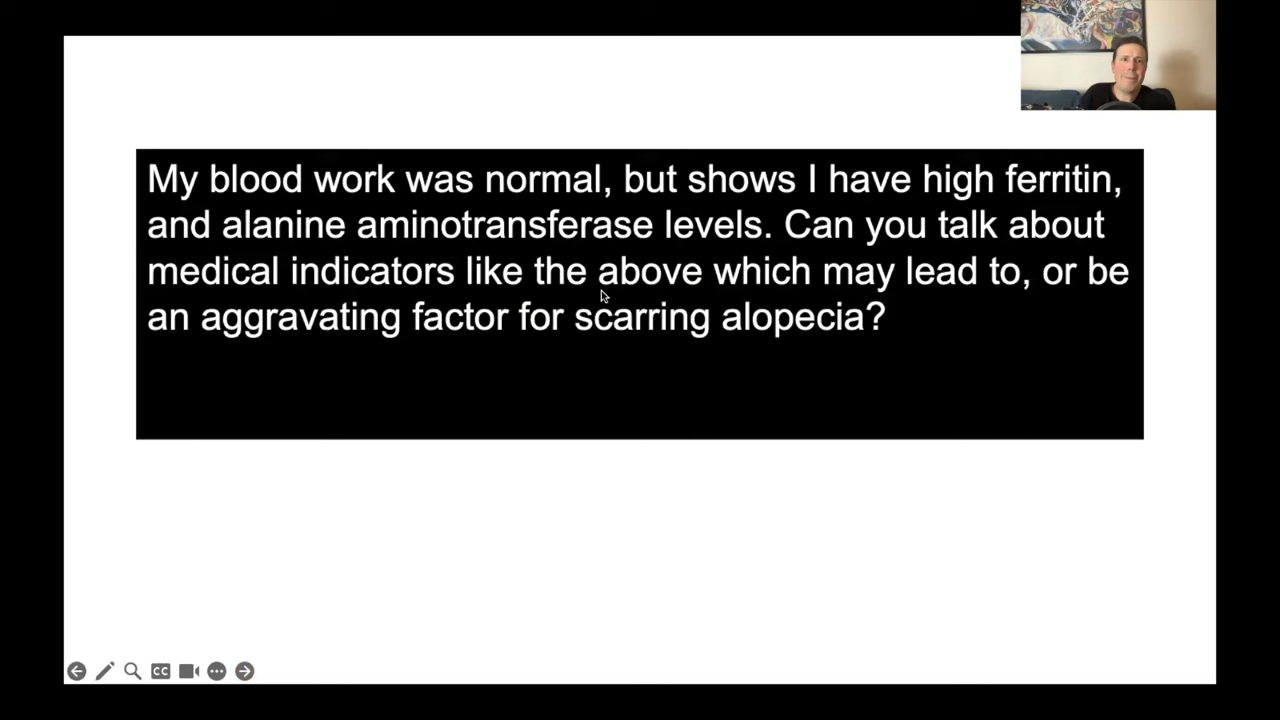 My blood work was normal, but shows I have high ferritin,
and alanine aminotransferase levels. Can you talk about
medical indicators like the above which may lead to, or be
an aggravating factor for scarring alopecia?
CC